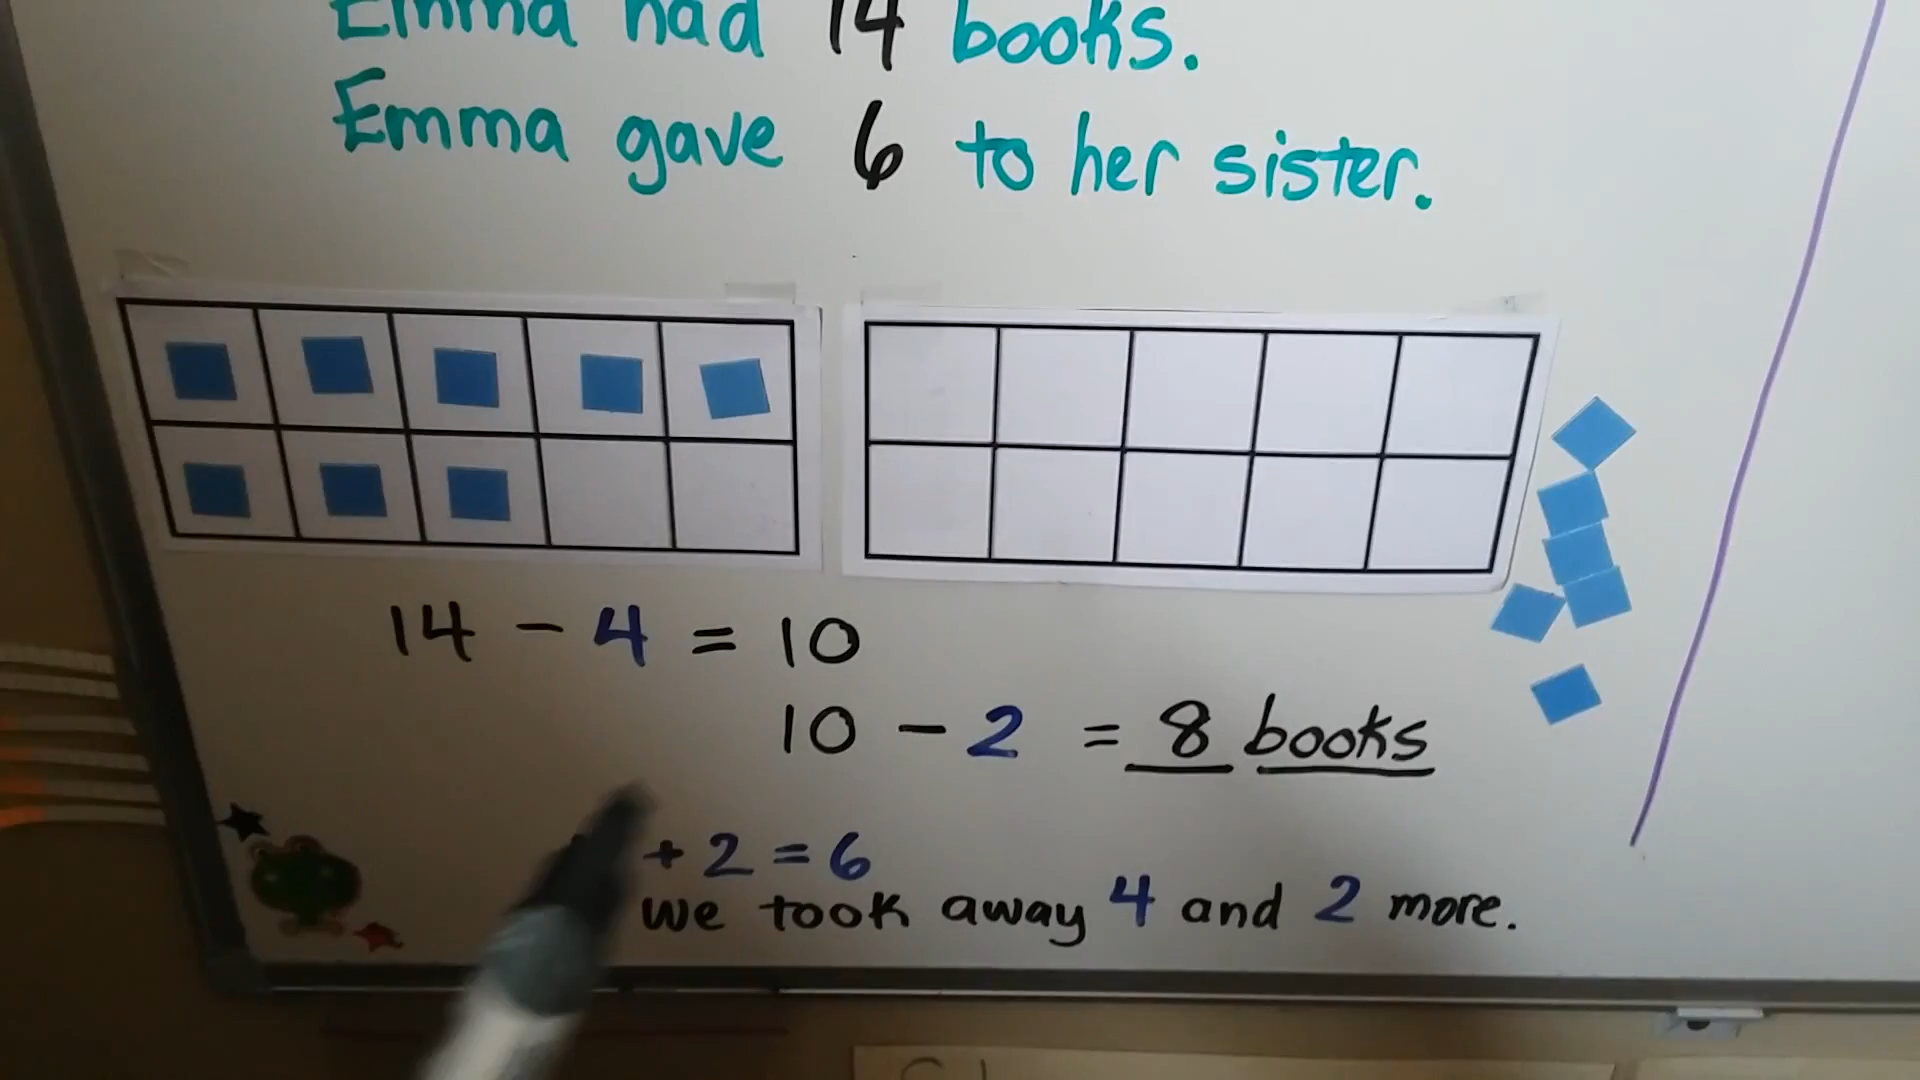 Emma had 14 books.
Emma gave 6 to her sister.
14 - 4 = 10
10 - 2 = 8 books
+ 2 = 6
we took away 4 and 2 more.